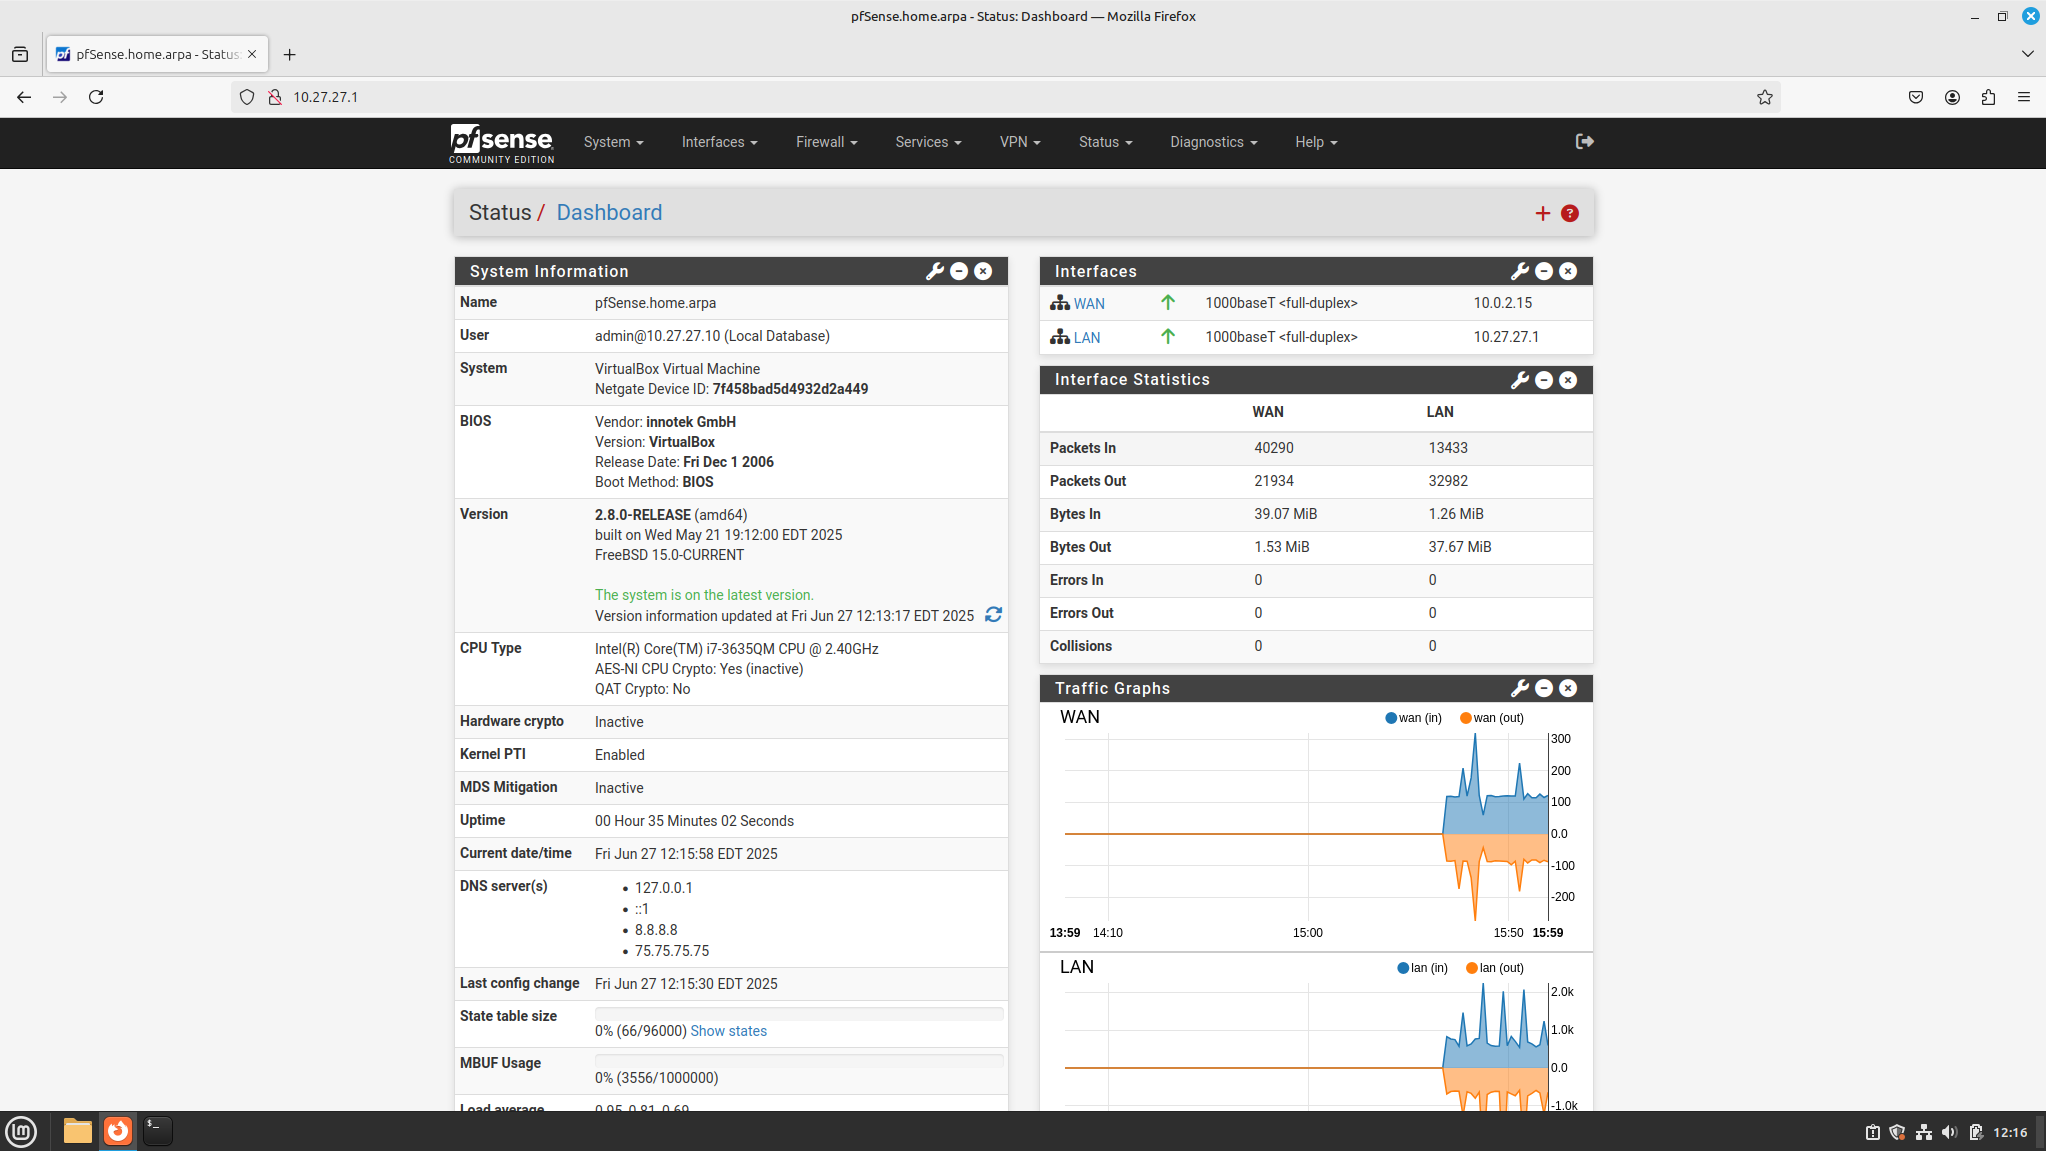 pfSense.home.arpa - Status: Dashboard — Mozilla Firefox
pfSense.home.arpa - Status:
10.27.27.1
pfsense
COMMUNITY EDITION
System
Interfaces
Firewall
Services
VPN
Status
Diagnostics
Help
Status / Dashboard
System Information
Name pfSense.home.arpa
User admin@10.27.27.10 (Local Database)
System VirtualBox Virtual Machine
Netgate Device ID: 7f458bad5d4932d2a449
BIOS Vendor: innotek GmbH
Version: VirtualBox
Release Date: Fri Dec 1 2006
Boot Method: BIOS
Version 2.8.0-RELEASE (amd64)
built on Wed May 21 19:12:00 EDT 2025
FreeBSD 15.0-CURRENT
The system is on the latest version.
Version information updated at Fri Jun 27 12:13:17 EDT 2025
CPU Type Intel(R) Core(TM) i7-3635QM CPU @ 2.40GHz
AES-NI CPU Crypto: Yes (inactive)
QAT Crypto: No
Hardware crypto Inactive
Kernel PTI Enabled
MDS Mitigation Inactive
Uptime 00 Hour 35 Minutes 02 Seconds
Current date/time Fri Jun 27 12:15:58 EDT 2025
DNS server(s) • 127.0.0.1
• ::1
• 8.8.8.8
• 75.75.75.75
Last config change Fri Jun 27 12:15:30 EDT 2025
State table size 0% (66/96000) Show states
MBUF Usage 0% (3556/1000000)
Load average 0.95, 0.81, 0.69
Interfaces
WAN 1000baseT <full-duplex> 10.0.2.15
LAN 1000baseT <full-duplex> 10.27.27.1
Interface Statistics
WAN LAN
Packets In 40290 13433
Packets Out 21934 32982
Bytes In 39.07 MiB 1.26 MiB
Bytes Out 1.53 MiB 37.67 MiB
Errors In 0 0
Errors Out 0 0
Collisions 0 0
Traffic Graphs
WAN wan (in) wan (out)
300
200
100
0.0
-100
-200
13:59 14:10 15:00 15:50 15:59
LAN lan (in) lan (out)
2.0k
1.0k
0.0
-1.0k
12:16